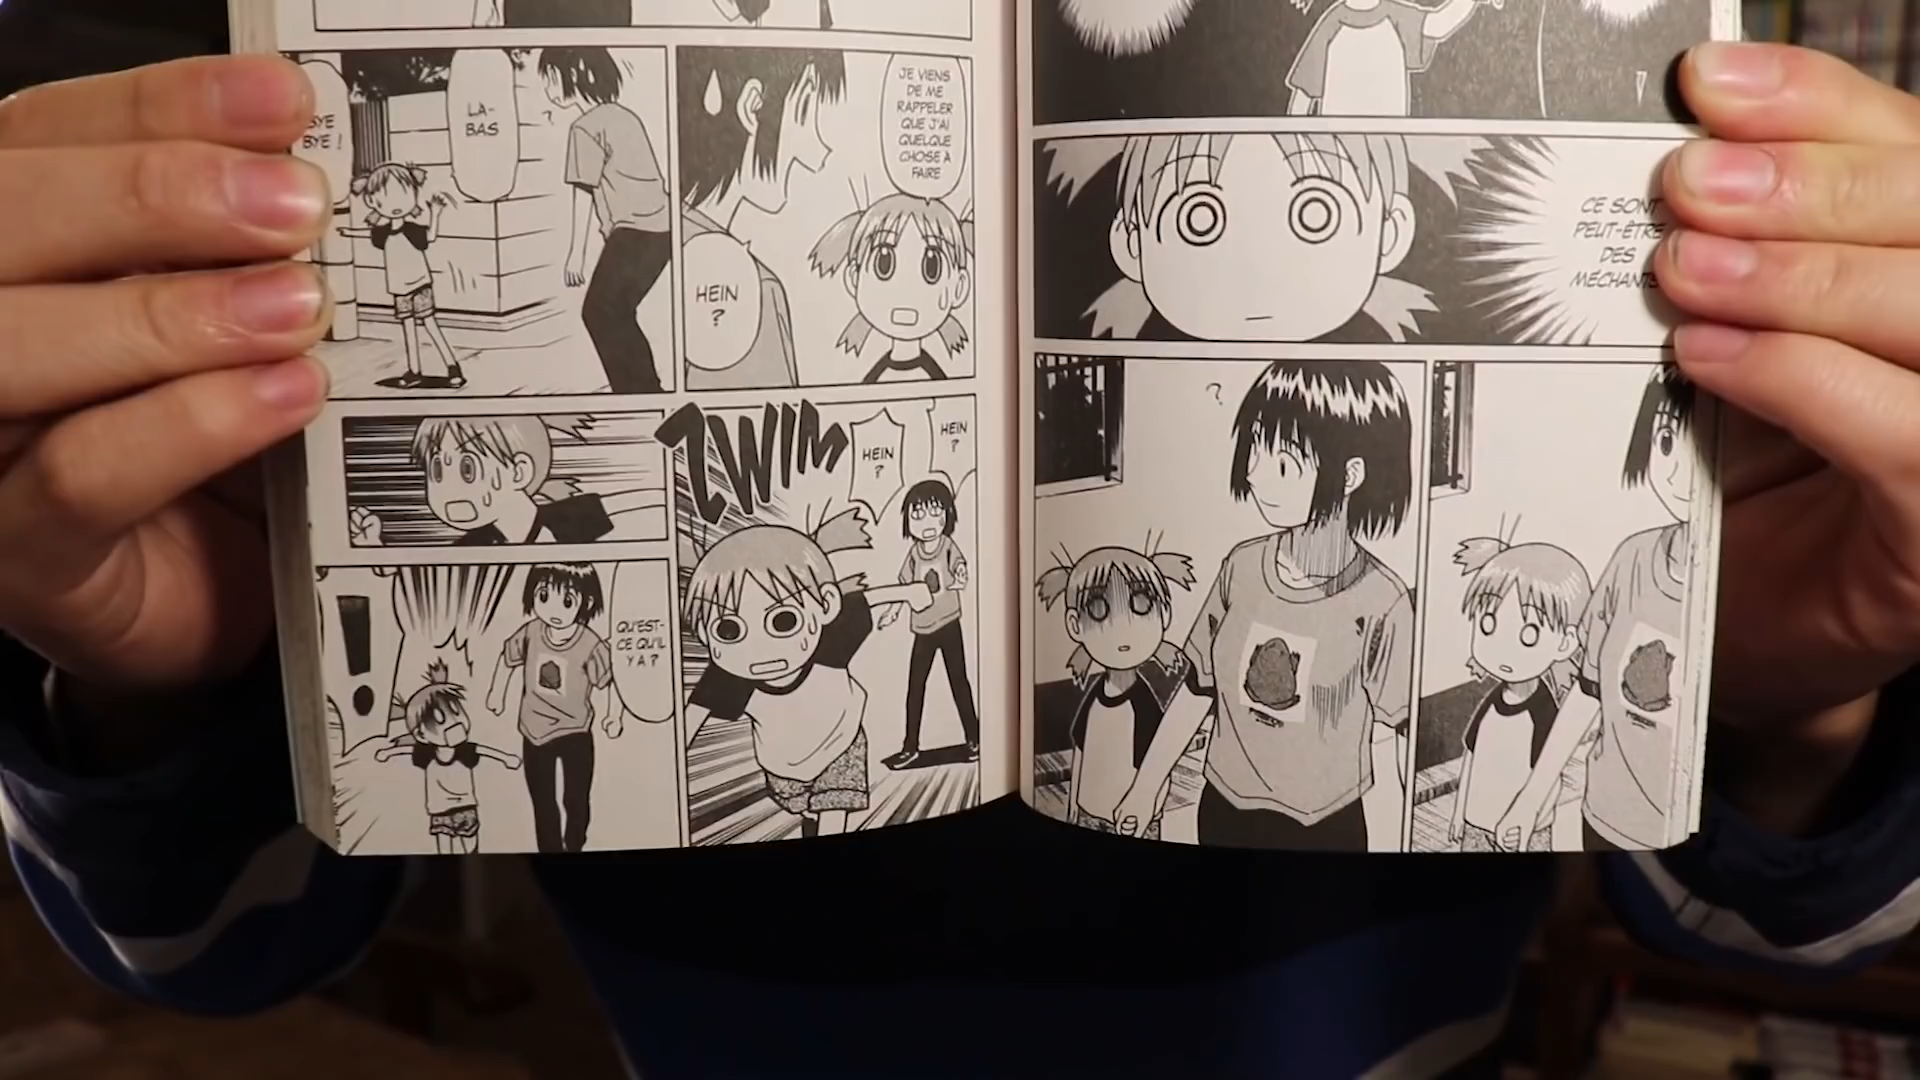 CE SONT
PEUT-ÊTRE
DES
MÉCHANTS
JE VIENS
DE ME
RAPPELER
QUE J'AI
QUELQUE
CHOSE A
FAIRE
HEIN
?
LA-
BAS
BYE
BYE !
HEIN
?
HEIN
?
ZWIM
QU'EST-
CE QU'IL
Y A ?
!